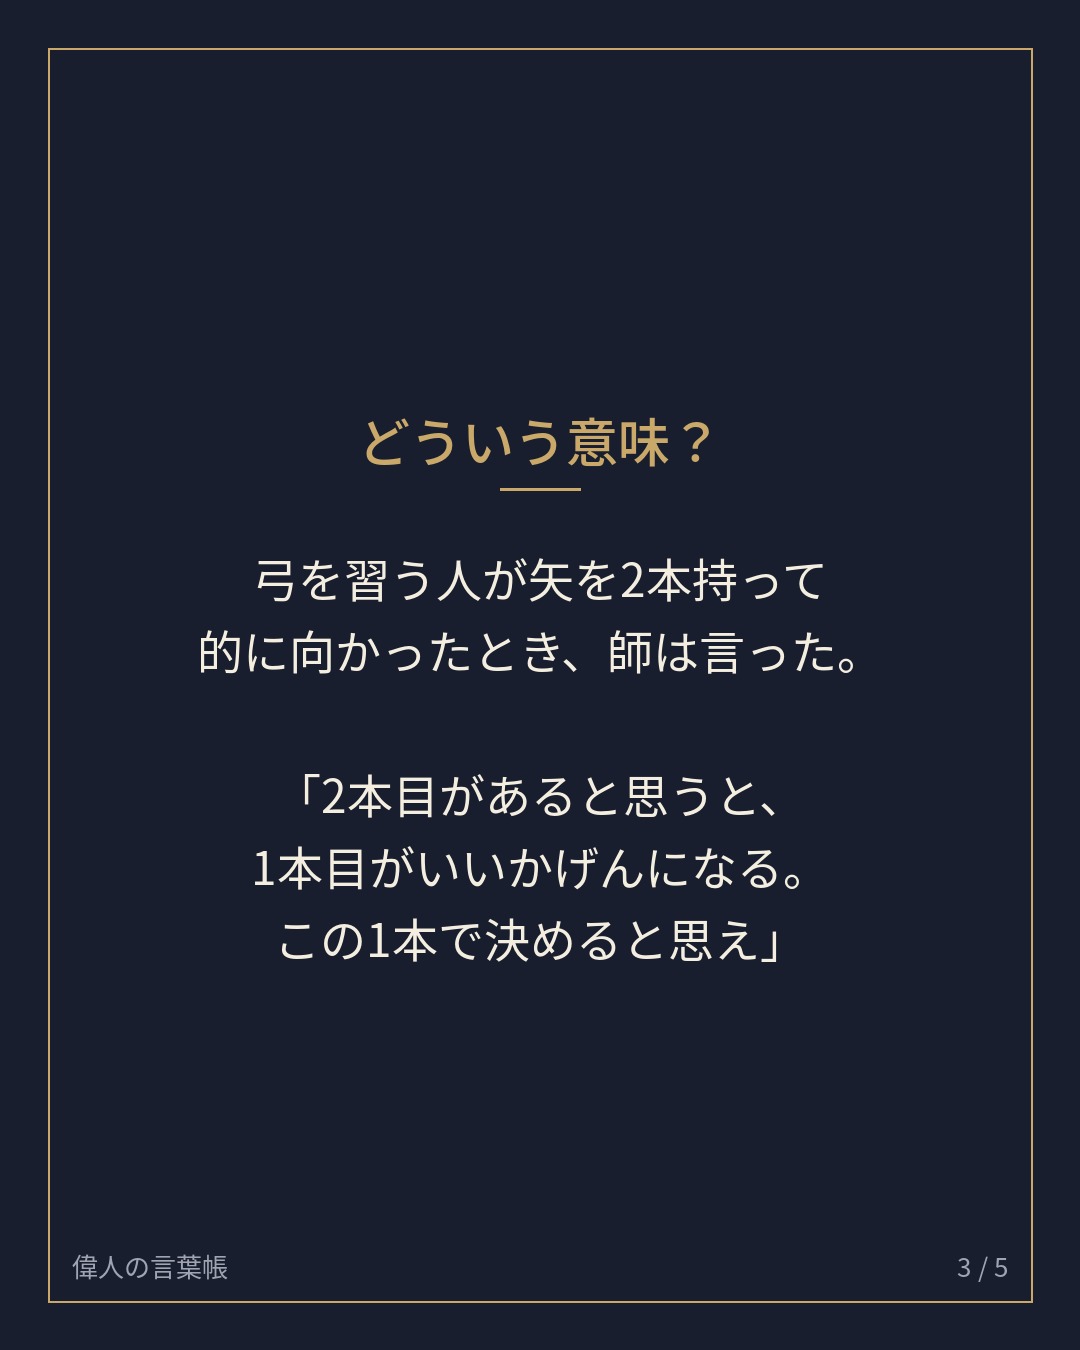 どういう意味？
弓を習う人が矢を2本持って
的に向かったとき、師は言った。
「2本目があると思うと、
1本目がいいかげんになる。
この1本で決めると思え」
偉人の言葉帳
3 / 5